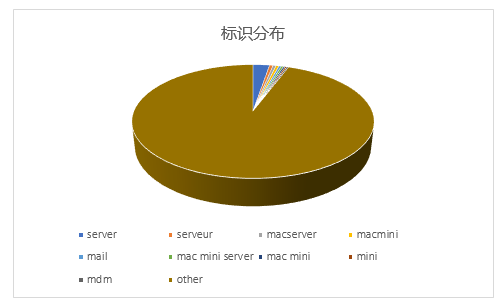 标识分布
server serveur macserver macmini
mail mac mini server mac mini mini
mdm other